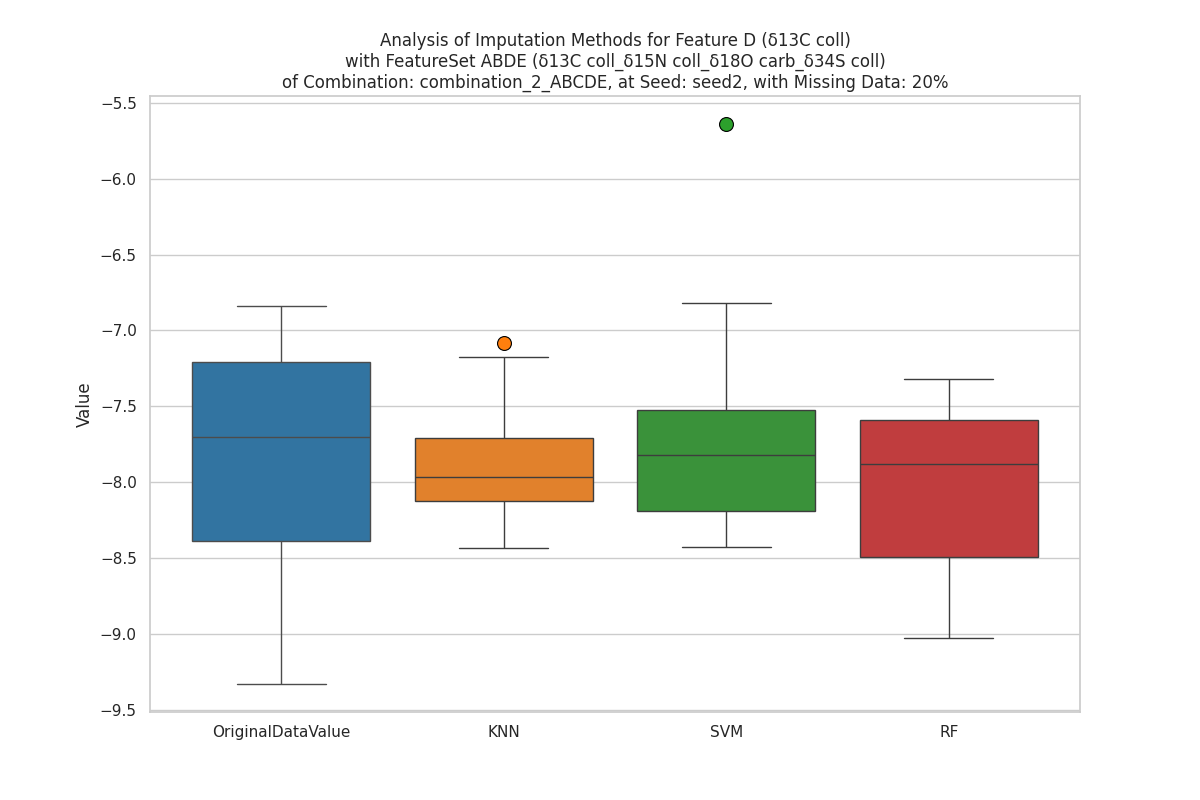 Analysis of Imputation Methods for Feature D (δ13C coll)
with FeatureSet ABDE (δ13C coll_δ15N coll_δ18O carb_δ34S coll)
of Combination: combination_2_ABCDE, at Seed: seed2, with Missing Data: 20%
−5.5
−6.0
−6.5
−7.0
−7.5
−8.0
−8.5
−9.0
−9.5
Value
OriginalDataValue
KNN
SVM
RF